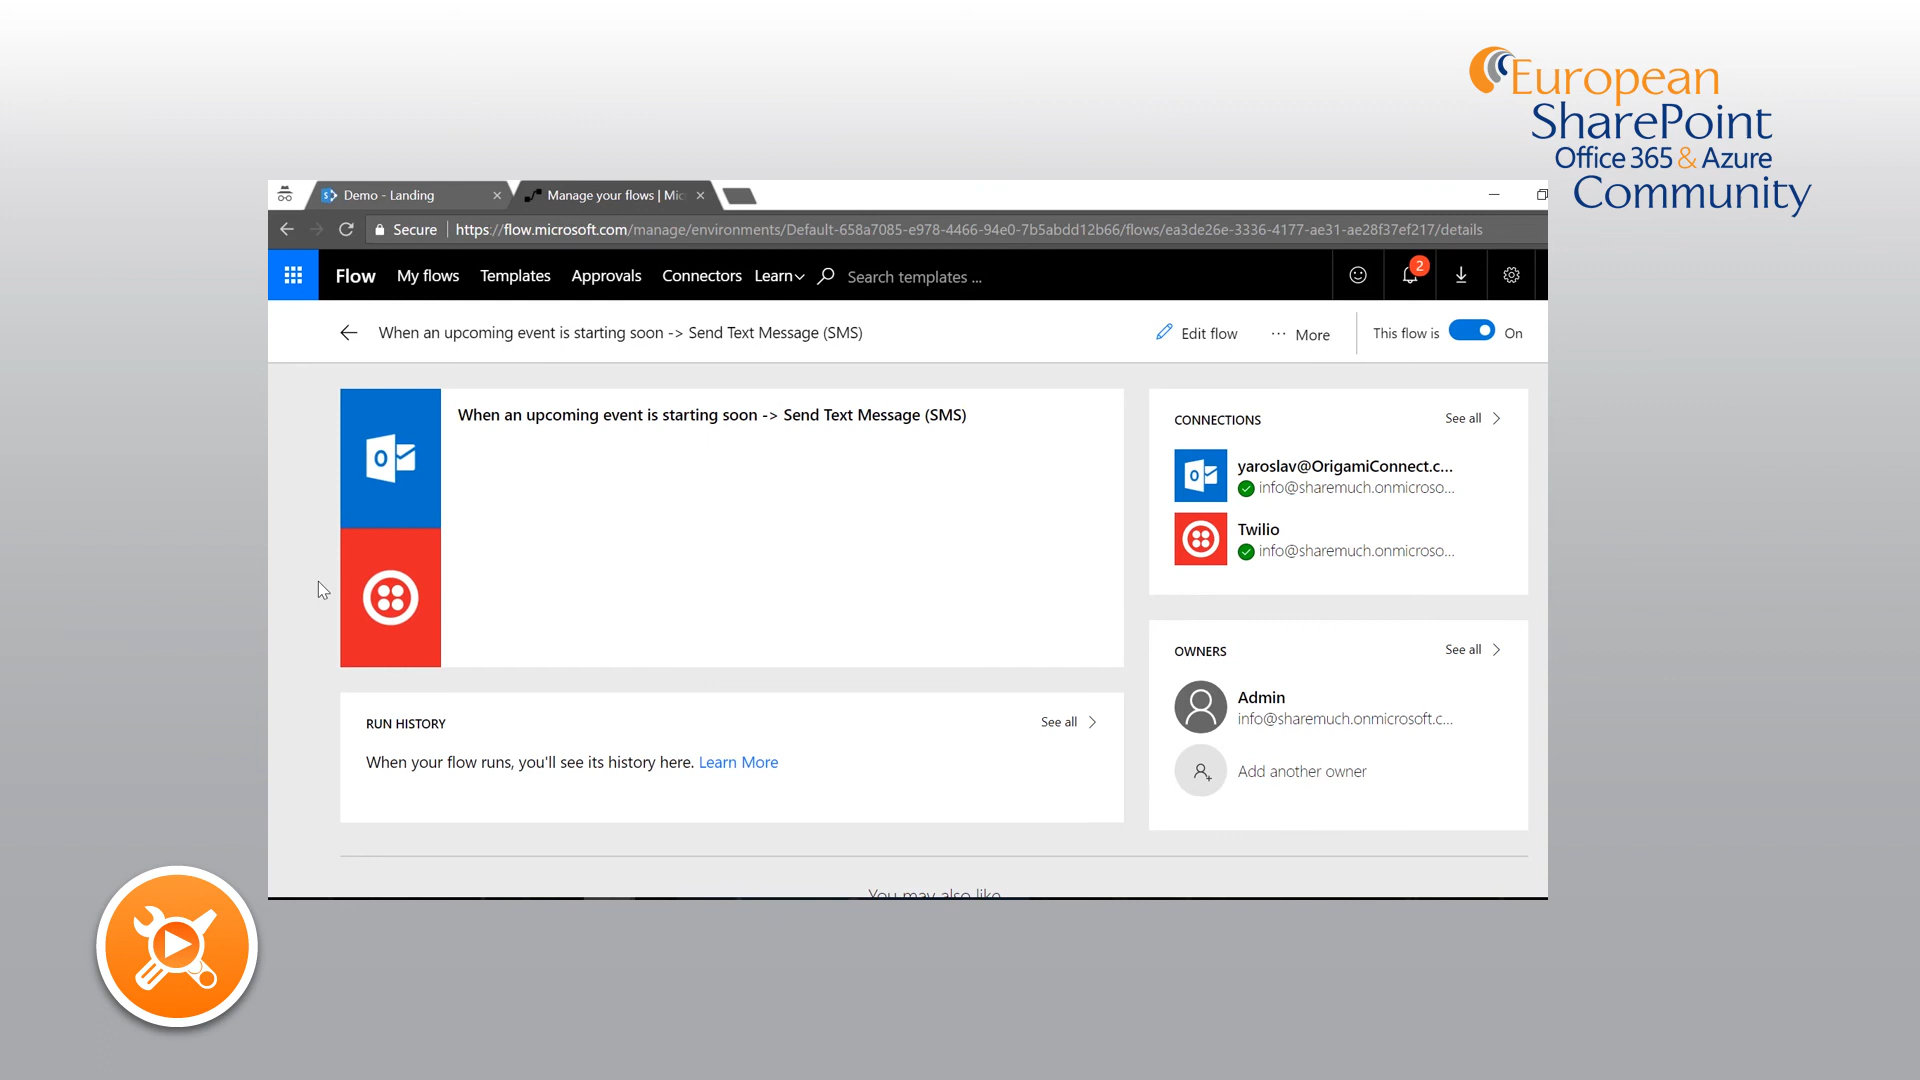 European
SharePoint
Office 365 & Azure
Community
Demo - Landing
Manage your flows | Mic
Secure
https://flow.microsoft.com/manage/environments/Default-658a7085-e978-4466-94e0-7b5abdd12b66/flows/ea3de26e-3336-4177-ae31-ae28f37ef217/details
Flow My flows Templates Approvals Connectors Learn Search templates ... 2
When an upcoming event is starting soon -> Send Text Message (SMS)
Edit flow ... More This flow is On
When an upcoming event is starting soon -> Send Text Message (SMS)
CONNECTIONS See all
yaroslav@OrigamiConnect.c...
info@sharemuch.onmicroso...
Twilio
info@sharemuch.onmicroso...
OWNERS See all
Admin
info@sharemuch.onmicrosoft.c...
Add another owner
RUN HISTORY See all
When your flow runs, you'll see its history here. Learn More
You may also like